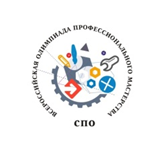 ВСЕРОССИЙСКАЯ ОЛИМПИАДА ПРОФЕССИОНАЛЬНОГО МАСТЕРСТВА
СПО